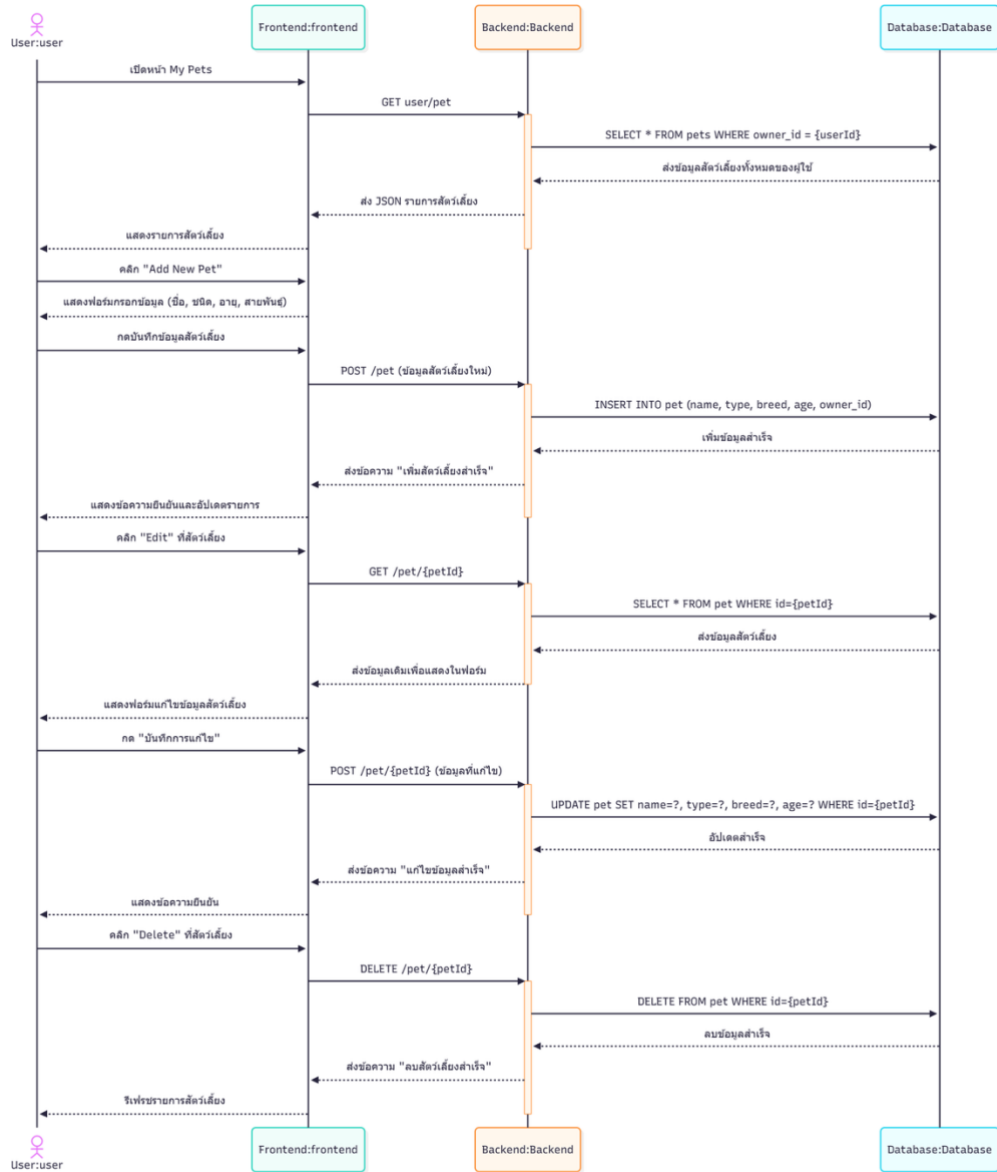 User:user
Frontend:frontend
Backend:Backend
Database:Database
เปิดหน้า My Pets
GET user/pet
SELECT * FROM pets WHERE owner_id = {userId}
ส่งข้อมูลสัตว์เลี้ยงทั้งหมดของผู้ใช้
ส่ง JSON รายการสัตว์เลี้ยง
แสดงรายการสัตว์เลี้ยง
คลิก "Add New Pet"
แสดงฟอร์มกรอกข้อมูล (ชื่อ, ชนิด, อายุ, สายพันธุ์)
กดบันทึกข้อมูลสัตว์เลี้ยง
POST /pet (ข้อมูลสัตว์เลี้ยงใหม่)
INSERT INTO pet (name, type, breed, age, owner_id)
เพิ่มข้อมูลสำเร็จ
ส่งข้อความ "เพิ่มสัตว์เลี้ยงสำเร็จ"
แสดงข้อความยืนยันและอัปเดตรายการ
คลิก "Edit" ที่สัตว์เลี้ยง
GET /pet/{petId}
SELECT * FROM pet WHERE id={petId}
ส่งข้อมูลสัตว์เลี้ยง
ส่งข้อมูลเดิมเพื่อแสดงในฟอร์ม
แสดงฟอร์มแก้ไขข้อมูลสัตว์เลี้ยง
กด "บันทึกการแก้ไข"
POST /pet/{petId} (ข้อมูลที่แก้ไข)
UPDATE pet SET name=?, type=?, breed=?, age=? WHERE id={petId}
อัปเดตสำเร็จ
ส่งข้อความ "แก้ไขข้อมูลสำเร็จ"
แสดงข้อความยืนยัน
คลิก "Delete" ที่สัตว์เลี้ยง
DELETE /pet/{petId}
DELETE FROM pet WHERE id={petId}
ลบข้อมูลสำเร็จ
ส่งข้อความ "ลบสัตว์เลี้ยงสำเร็จ"
รีเฟรชรายการสัตว์เลี้ยง
User:user
Frontend:frontend
Backend:Backend
Database:Database